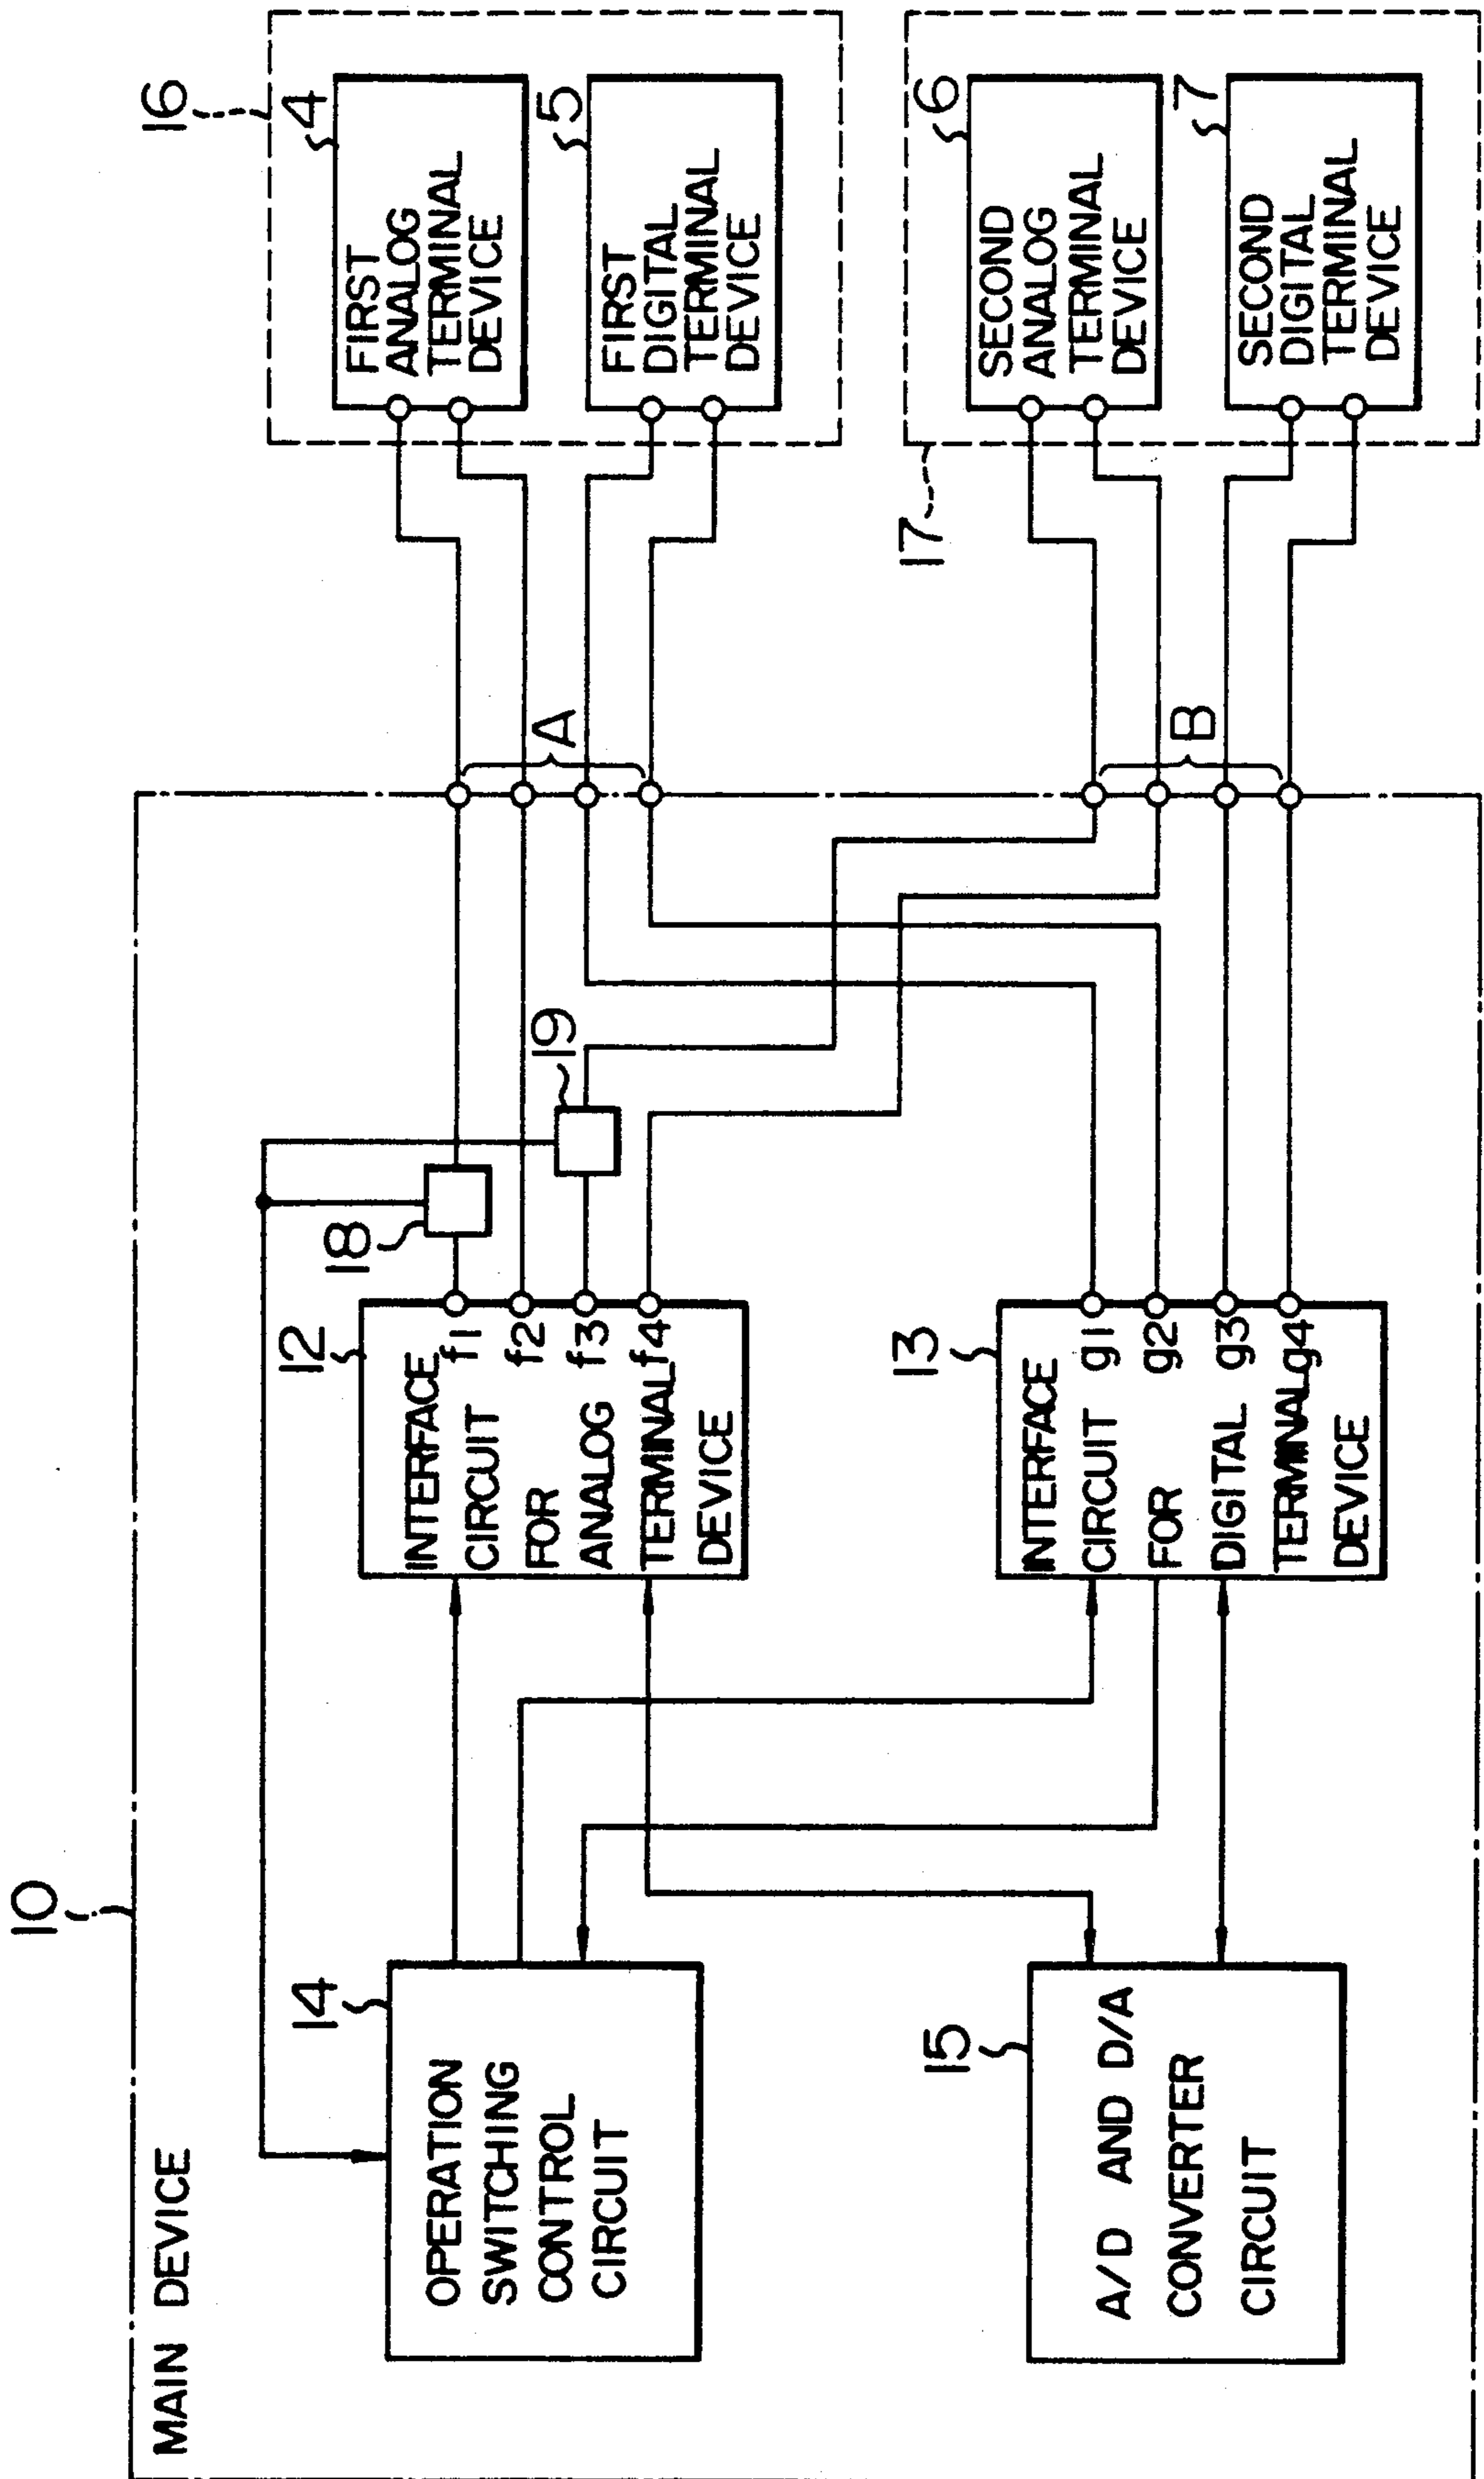 10
MAIN DEVICE
14
OPERATION
SWITCHING
CONTROL
CIRCUIT
15
A/D AND D/A
CONVERTER
CIRCUIT
12
INTERFACE
CIRCUIT
FOR
ANALOG
TERMINAL
DEVICE
f1
f2
f3
f4
13
INTERFACE
CIRCUIT
FOR
DIGITAL
TERMINAL
DEVICE
g1
g2
g3
g4
18
19
A
B
16
4
FIRST
ANALOG
TERMINAL
DEVICE
5
FIRST
DIGITAL
TERMINAL
DEVICE
17
6
SECOND
ANALOG
TERMINAL
DEVICE
7
SECOND
DIGITAL
TERMINAL
DEVICE